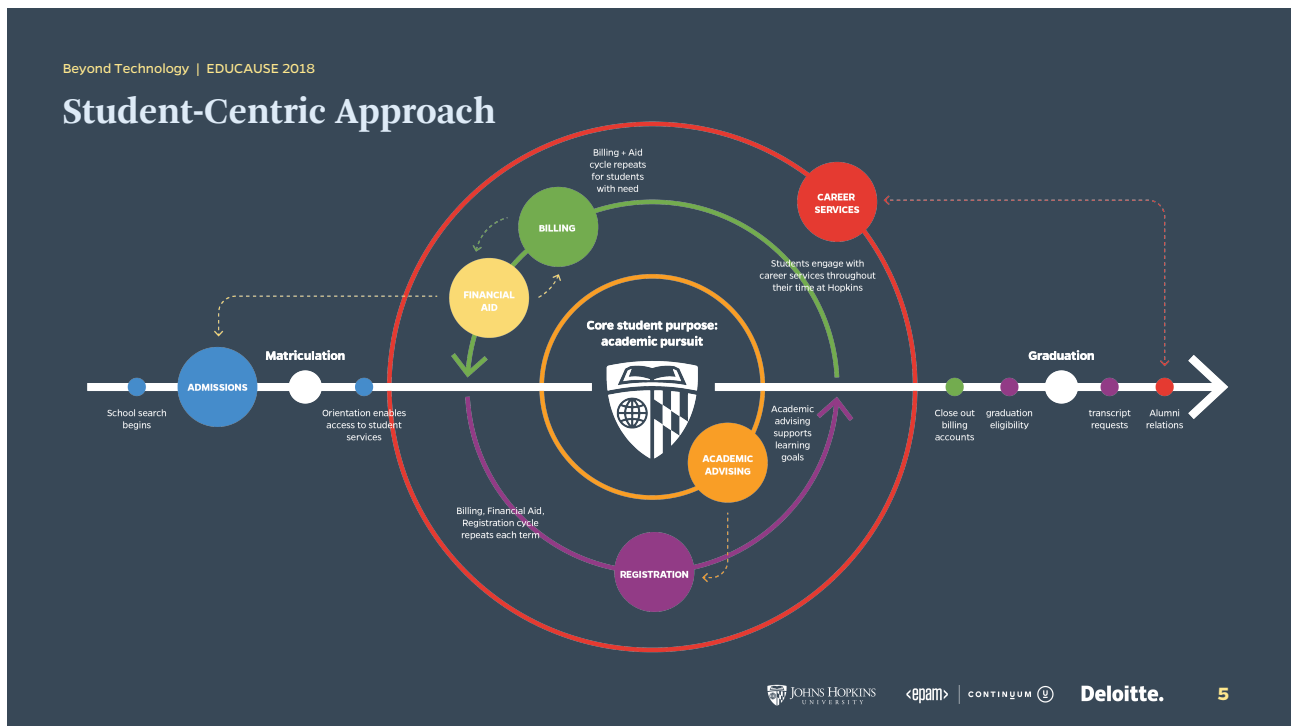 Beyond Technology | EDUCAUSE 2018
Student-Centric Approach
Billing + Aid
cycle repeats
for students
with need
BILLING
CAREER
SERVICES
FINANCIAL
AID
Students engage with
career services throughout
their time at Hopkins
Core student purpose:
academic pursuit
Matriculation
ADMISSIONS
School search
begins
Orientation enables
access to student
services
Graduation
Close out
billing
accounts
graduation
eligibility
transcript
requests
Alumni
relations
Academic
advising
supports
learning
goals
ACADEMIC
ADVISING
Billing, Financial Aid,
Registration cycle
repeats each term
REGISTRATION
JOHNS HOPKINS
UNIVERSITY
<epam>
CONTINUUM
Deloitte.
5